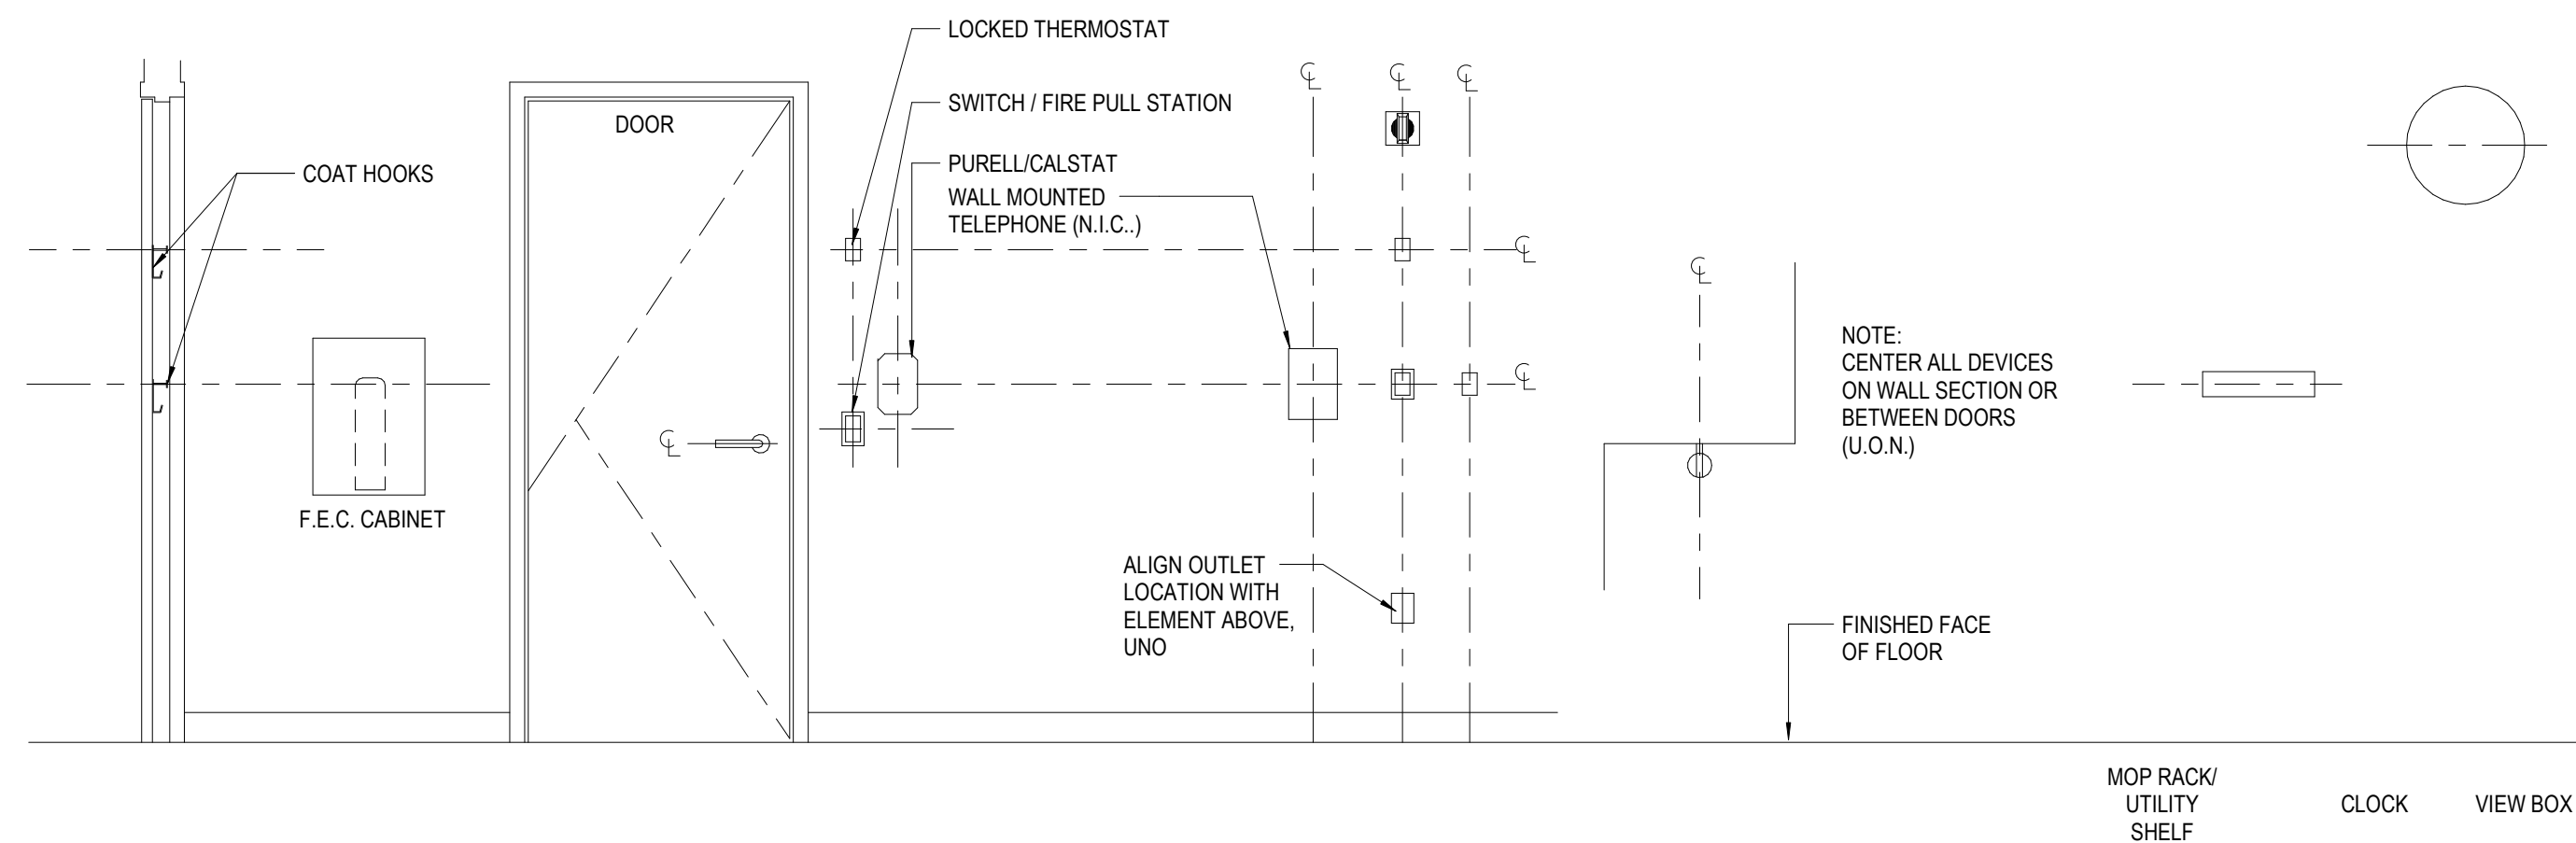 LOCKED THERMOSTAT
SWITCH / FIRE PULL STATION
DOOR
PURELL/CALSTAT
COAT HOOKS
WALL MOUNTED
TELEPHONE (N.I.C..)
NOTE:
CENTER ALL DEVICES
ON WALL SECTION OR
BETWEEN DOORS
(U.O.N.)
F.E.C. CABINET
ALIGN OUTLET
LOCATION WITH
ELEMENT ABOVE,
UNO
FINISHED FACE
OF FLOOR
MOP RACK/
UTILITY
SHELF
CLOCK
VIEW BOX